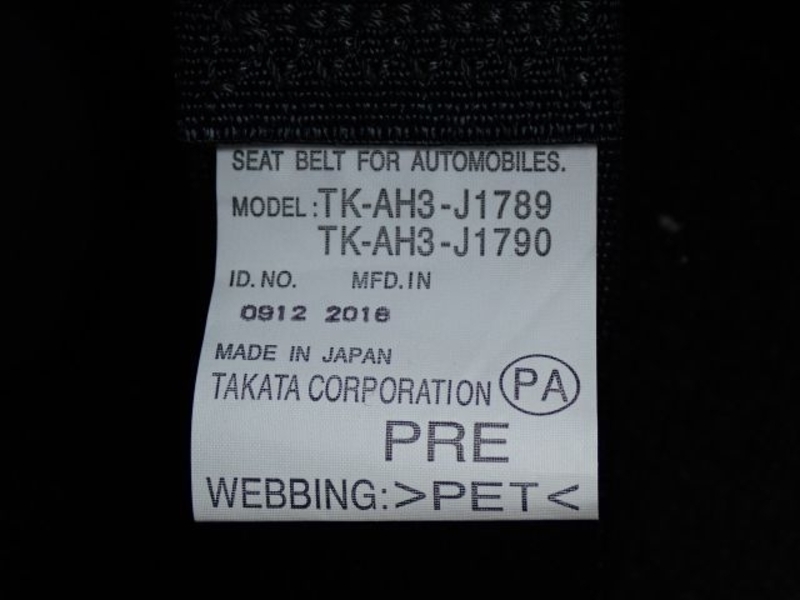 SEAT BELT FOR AUTOMOBILES.
MODEL:TK-AH3-J1789
TK-AH3-J1790
ID.NO. MFD.IN
0912 2016
MADE IN JAPAN
TAKATA CORPORATION PA
PRE
WEBBING:>PET<